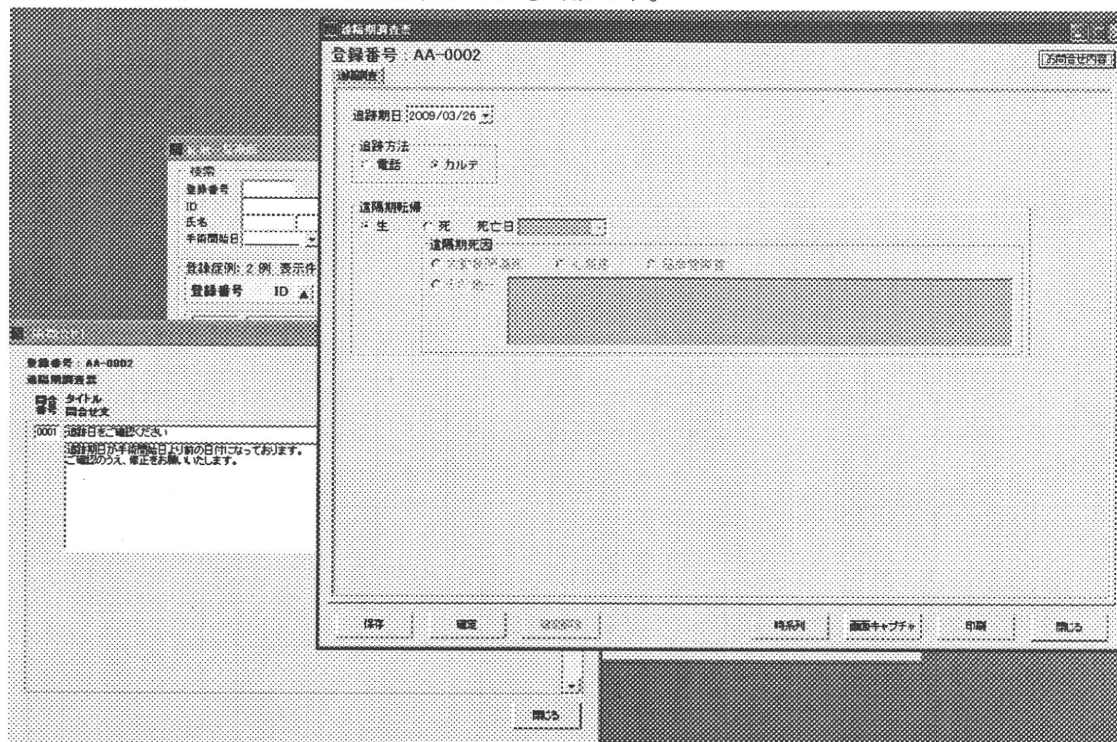 遠隔期調査票
登録番号：AA-0002
お問合せ内容
遠隔調査
追跡期日 2009/03/26
追跡方法
電話 カルテ
遠隔期転帰
生 死 死亡日
遠隔期死因
保存 確定
時系列 画面キャプチャ 印刷 閉じる
検索
登録番号
ID
氏名
手術開始日
登録症例: 2 例 表示件
登録番号 ID ▲
登録番号：AA-0002
遠隔期調査票
問合 タイトル
番号 問合せ文
0001 追跡日をご確認ください
追跡期日が手術開始日より前の日付になっております。
ご確認のうえ、修正をお願いいたします。
閉じる